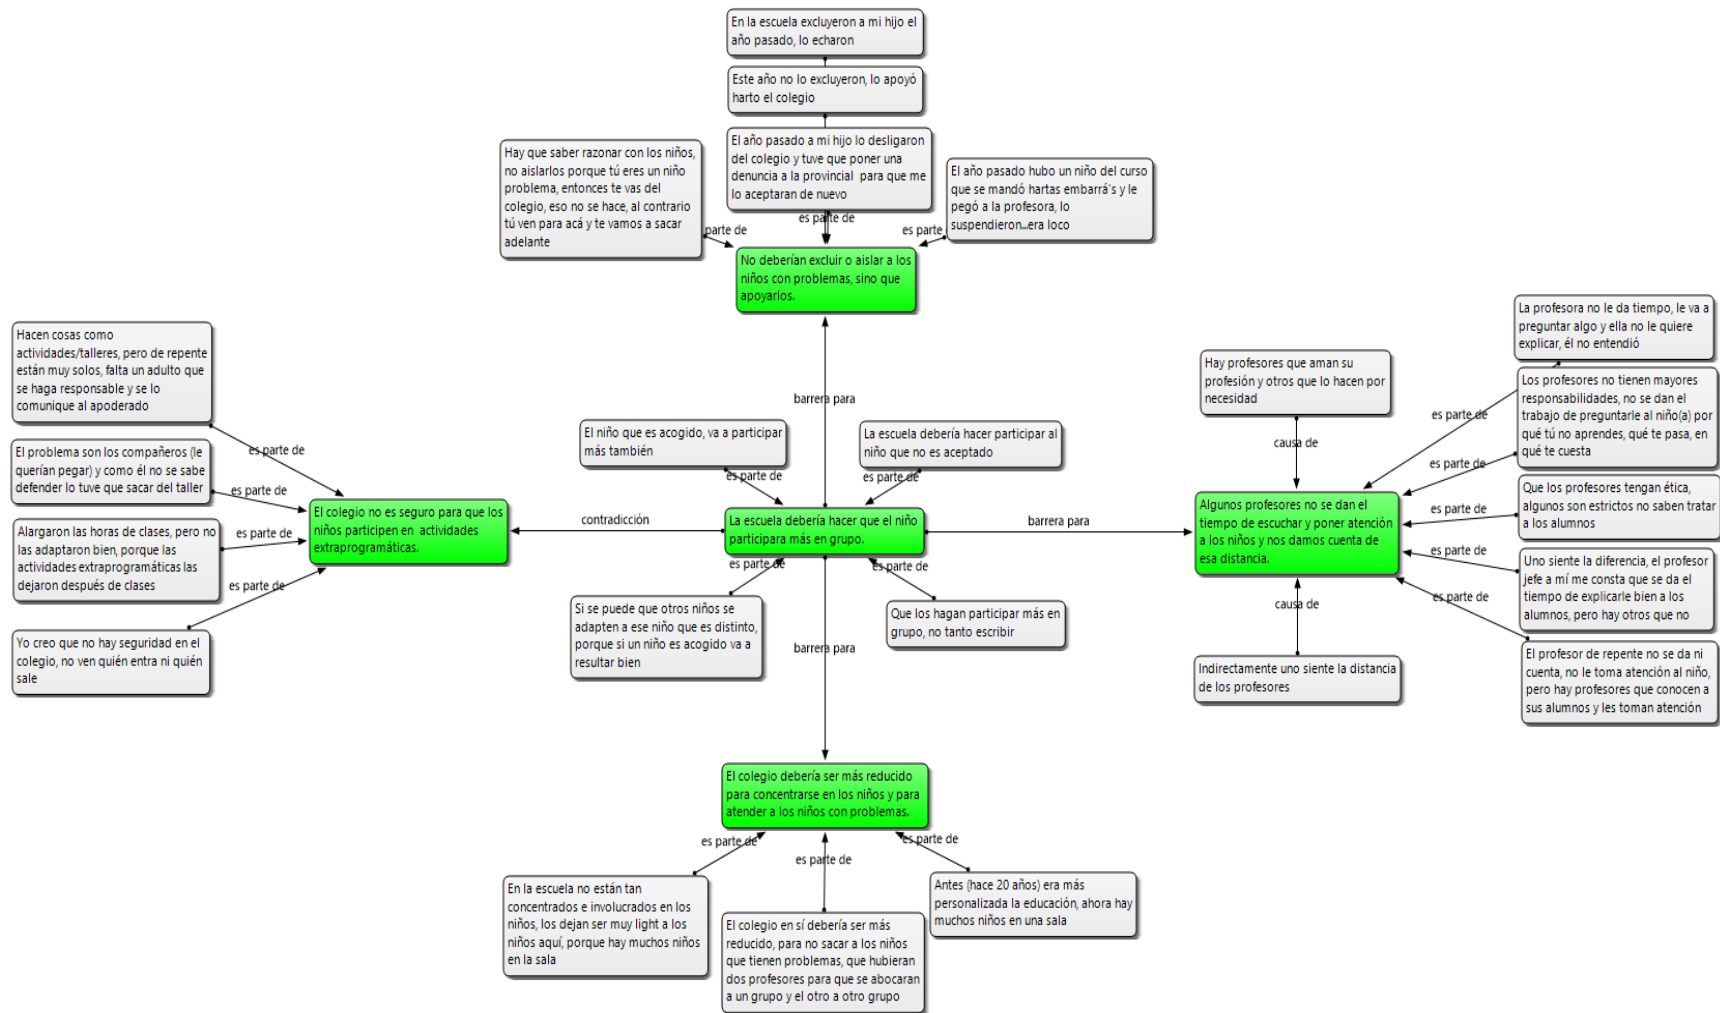 En la escuela excluyeron a mi hijo el
año pasado, lo echaron
Este año no lo excluyeron, lo apoyó
harto el colegio
El año pasado a mi hijo lo desligaron
del colegio y tuve que poner una
denuncia a la provincial para que me
lo aceptaran de nuevo
Hay que saber razonar con los niños,
no aislarlos porque tú eres un niño
problema, entonces te vas del
colegio, eso no se hace, al contrario
tú ven para acá y te vamos a sacar
adelante
El año pasado hubo un niño del curso
que se mandó hartas embarrá's y le
pegó a la profesora, lo
suspendieron...era loco
parte de
es parte de
es parte
No deberían excluir o aislar a los
niños con problemas, sino que
apoyarlos.
barrera para
Hacen cosas como
actividades/talleres, pero de repente
están muy solos, falta un adulto que
se haga responsable y se lo
comunique al apoderado
es parte de
El problema son los compañeros (le
querían pegar) y como él no se sabe
defender lo tuve que sacar del taller
es parte de
Alargaron las horas de clases, pero no
las adaptaron bien, porque las
actividades extraprogramáticas las
dejaron después de clases
es parte de
Yo creo que no hay seguridad en el
colegio, no ven quién entra ni quién
sale
es parte de
El colegio no es seguro para que los
niños participen en actividades
extraprogramáticas.
contradicción
El niño que es acogido, va a participar
más también
es parte de
La escuela debería hacer participar al
niño que no es aceptado
es parte de
La escuela debería hacer que el niño
participara más en grupo.
es parte de
es parte de
Si se puede que otros niños se
adapten a ese niño que es distinto,
porque si un niño es acogido va a
resultar bien
Que los hagan participar más en
grupo, no tanto escribir
barrera para
barrera para
Hay profesores que aman su
profesión y otros que lo hacen por
necesidad
causa de
La profesora no le da tiempo, le va a
preguntar algo y ella no le quiere
explicar, él no entendió
es parte de
Los profesores no tienen mayores
responsabilidades, no se dan el
trabajo de preguntarle al niño(a) por
qué tú no aprendes, qué te pasa, en
qué te cuesta
es parte de
Algunos profesores no se dan el
tiempo de escuchar y poner atención
a los niños y nos damos cuenta de
esa distancia.
Que los profesores tengan ética,
algunos son estrictos no saben tratar
a los alumnos
es parte de
Uno siente la diferencia, el profesor
jefe a mí me consta que se da el
tiempo de explicarle bien a los
alumnos, pero hay otros que no
es parte de
El profesor de repente no se da ni
cuenta, no le toma atención al niño,
pero hay profesores que conocen a
sus alumnos y les toman atención
es parte de
causa de
Indirectamente uno siente la distancia
de los profesores
El colegio debería ser más reducido
para concentrarse en los niños y para
atender a los niños con problemas.
es parte de
es parte de
es parte de
En la escuela no están tan
concentrados e involucrados en los
niños, los dejan ser muy light a los
niños aquí, porque hay muchos niños
en la sala
El colegio en sí debería ser más
reducido, para no sacar a los niños
que tienen problemas, que hubieran
dos profesores para que se abocaran
a un grupo y el otro a otro grupo
Antes (hace 20 años) era más
personalizada la educación, ahora hay
muchos niños en una sala